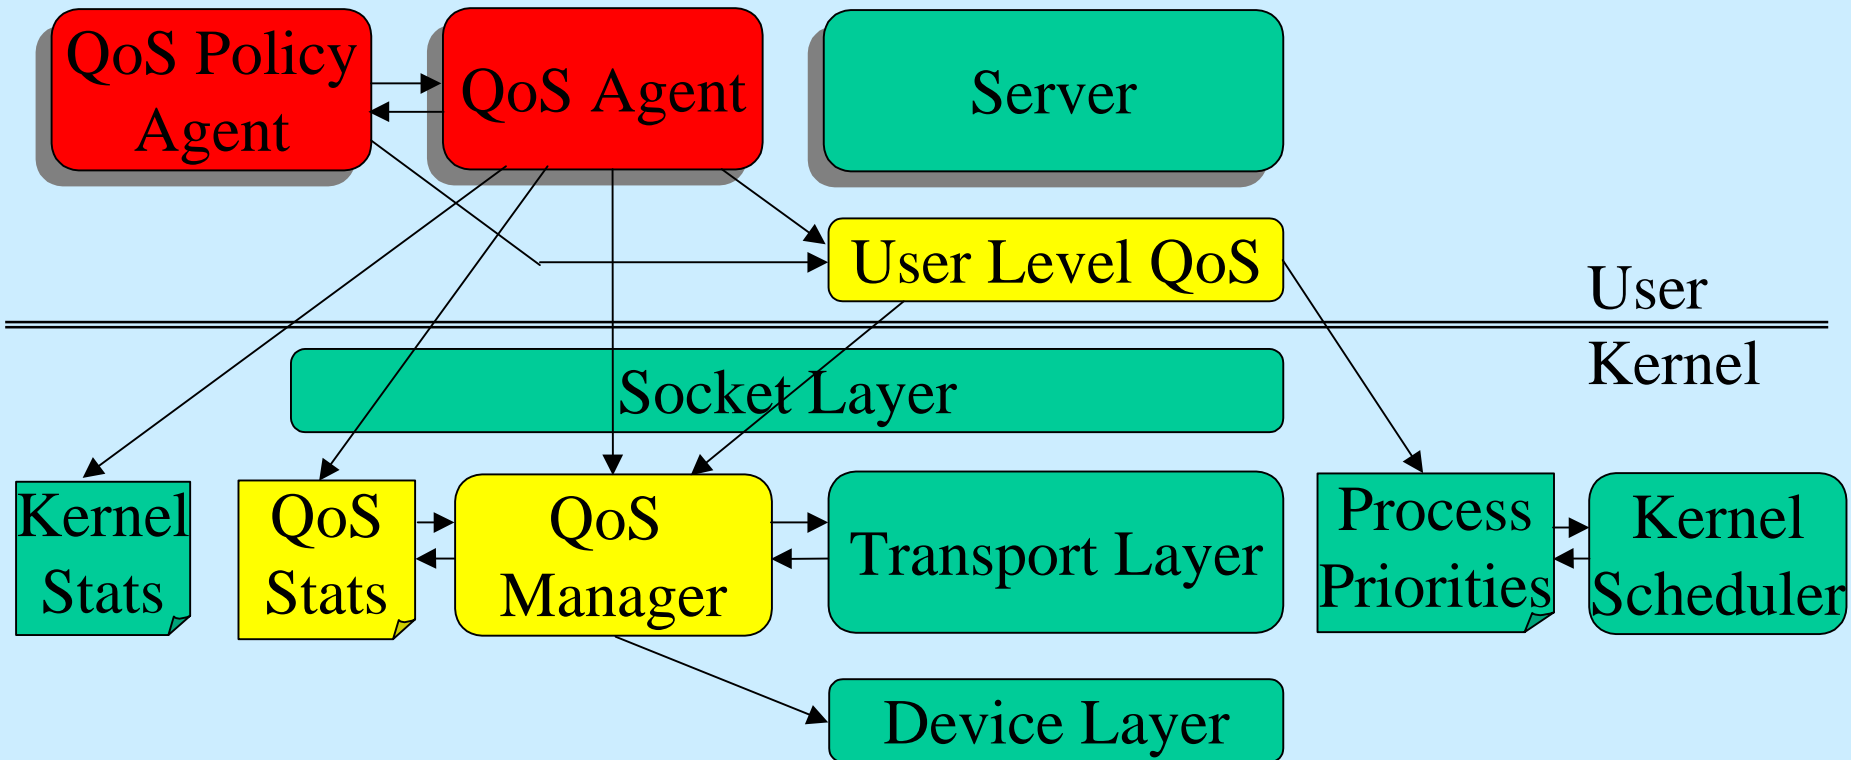 QoS Policy
Agent
QoS Agent
Server
User Level QoS
User
Kernel
Socket Layer
Kernel
Stats
QoS
Stats
QoS
Manager
Transport Layer
Process
Priorities
Kernel
Scheduler
Device Layer